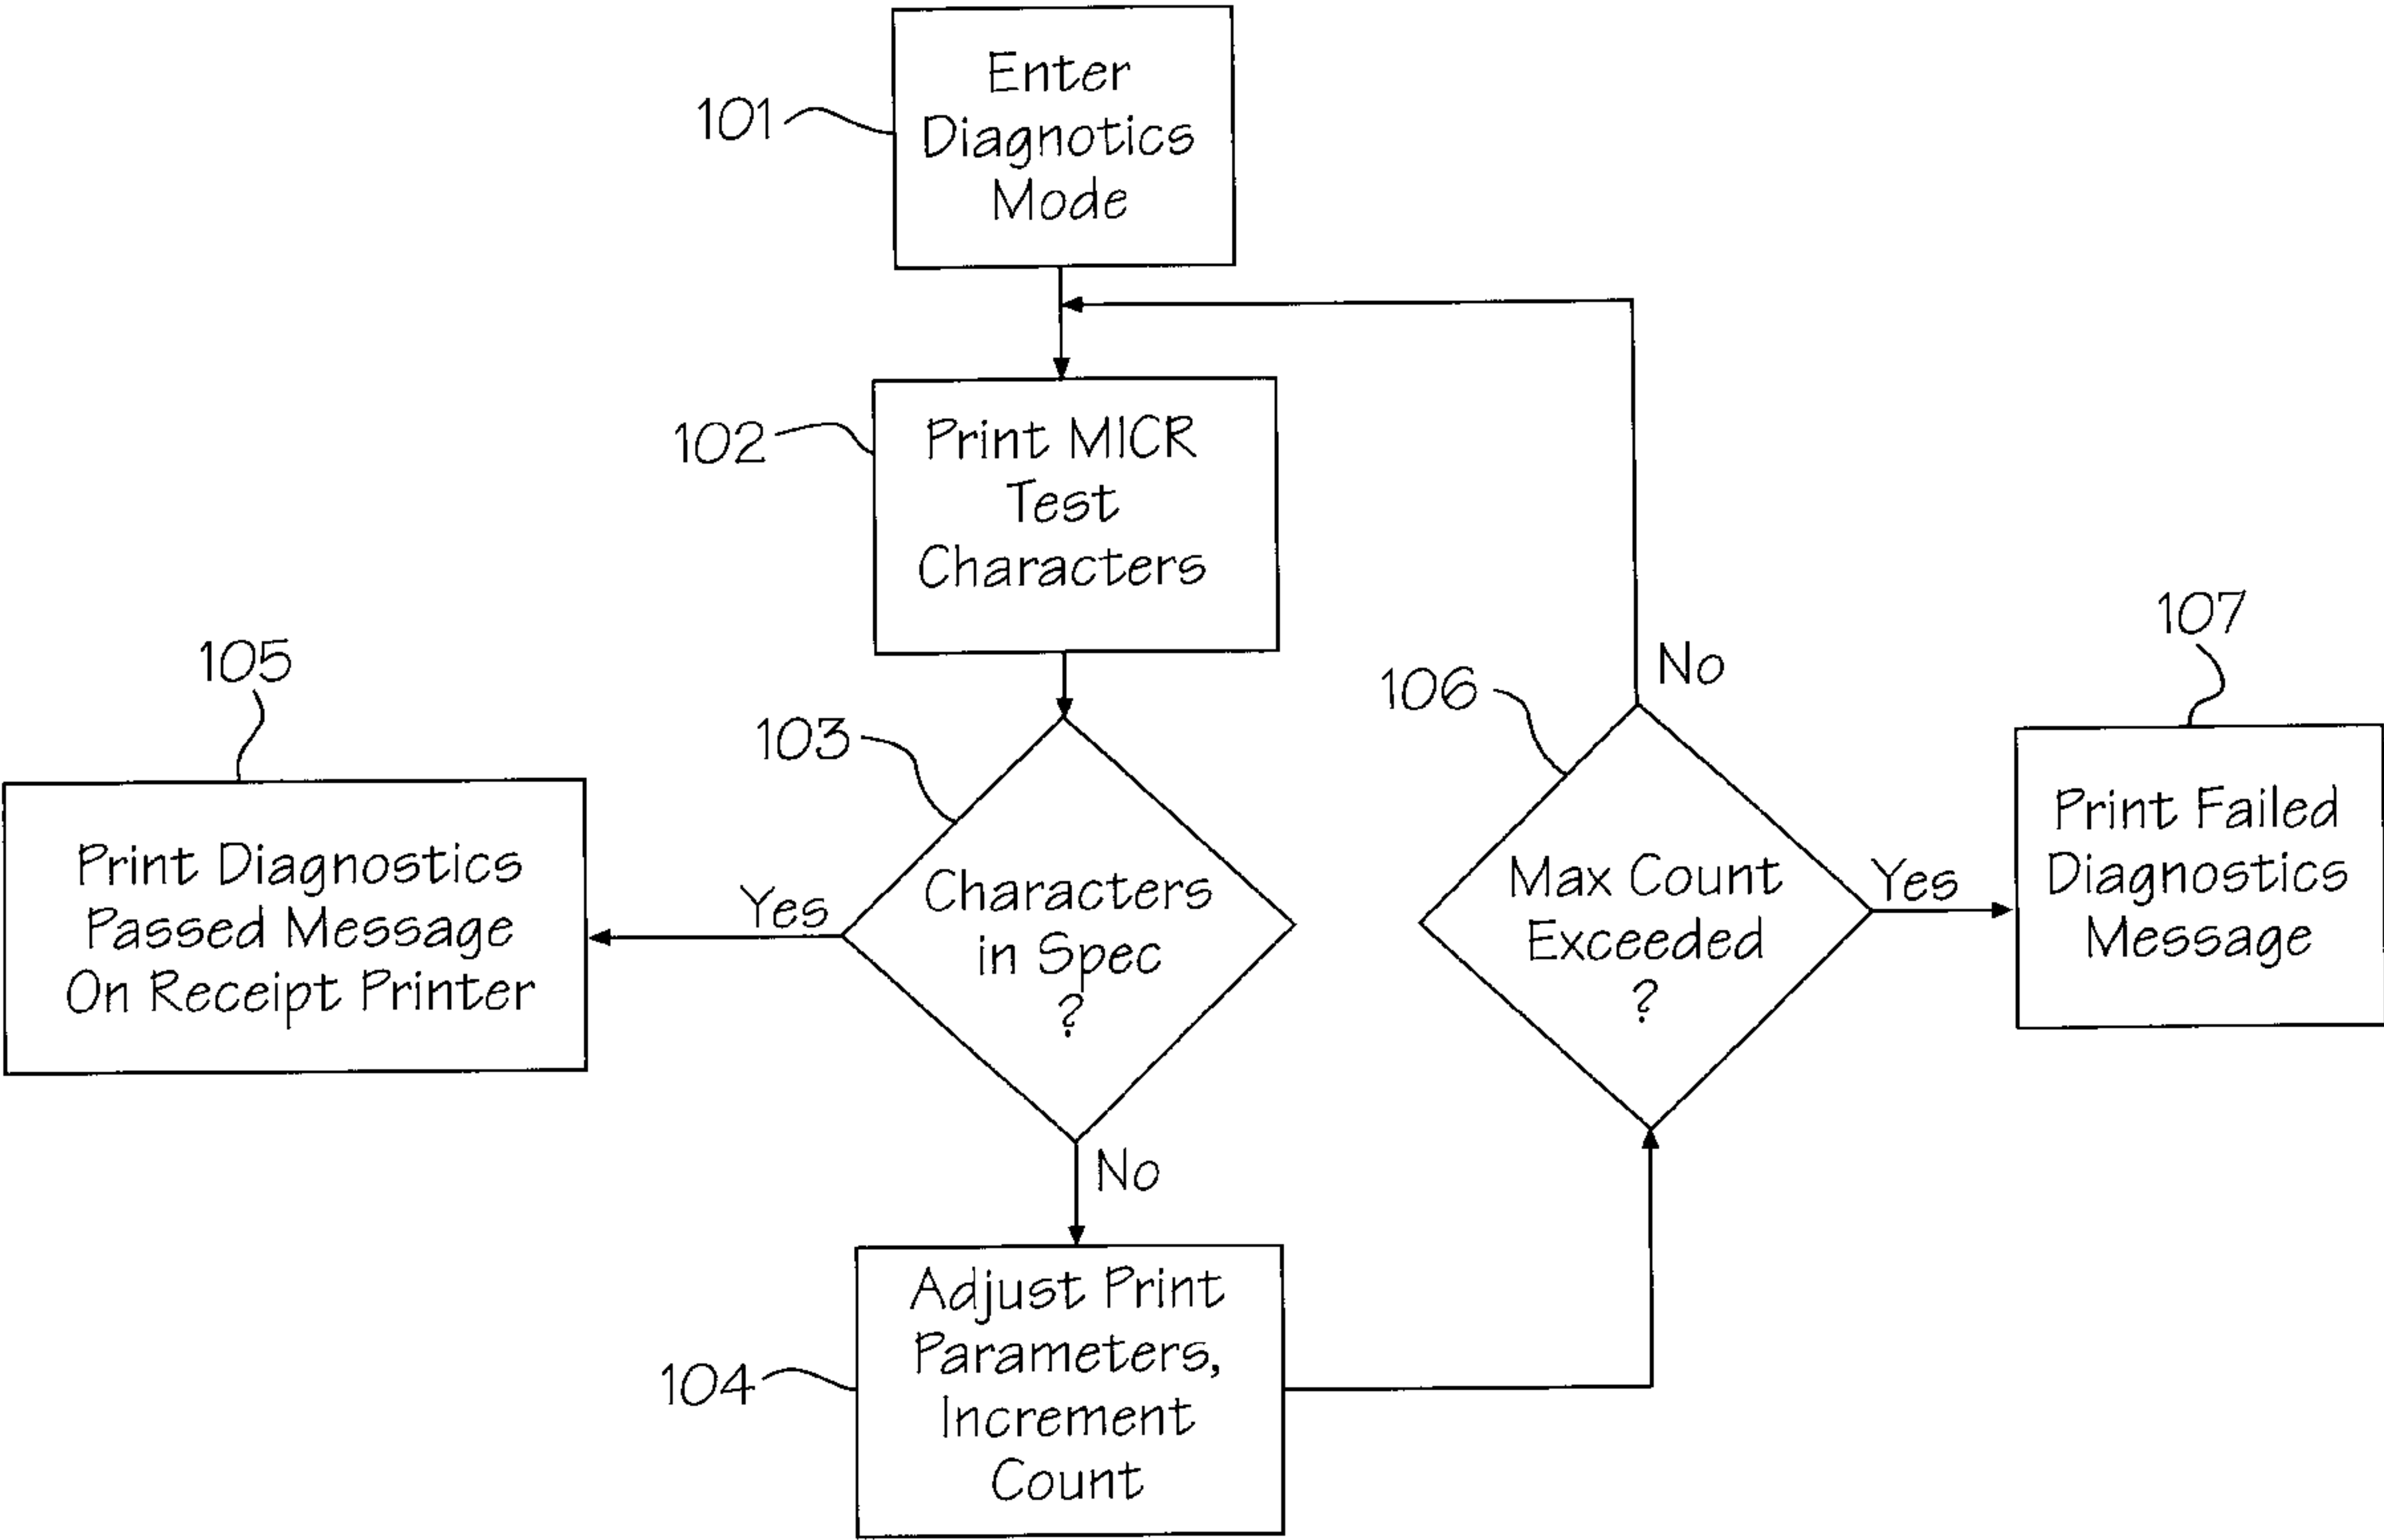 101
Enter
Diagnotics
Mode
102
Print MICR
Test
Characters
103
Characters
in Spec
?
Yes
No
105
Print Diagnostics
Passed Message
On Receipt Printer
104
Adjust Print
Parameters,
Increment
Count
106
Max Count
Exceeded
?
No
Yes
107
Print Failed
Diagnostics
Message